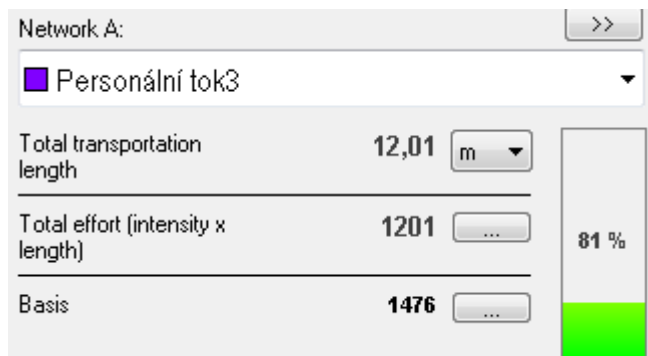 Network A:
>>
Personální tok3
Total transportation
length
12,01 m
Total effort (intensity x
length)
1201 ...
81 %
Basis
1476 ...